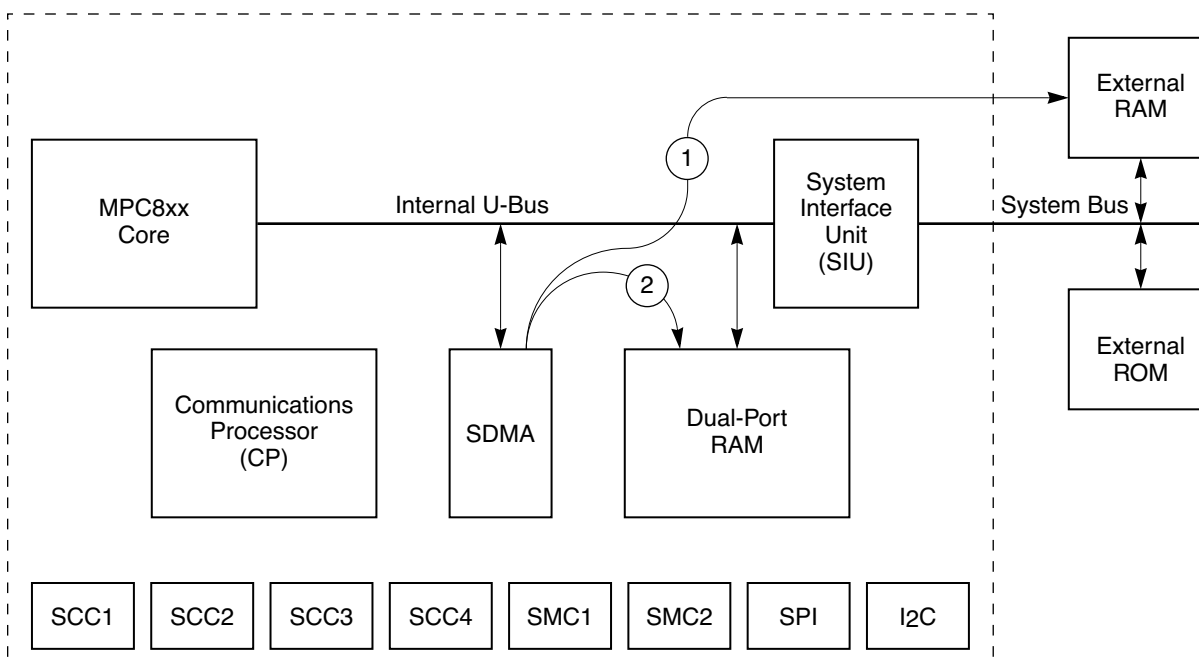 External
RAM
1
MPC8xx
Core
Internal U-Bus
System
Interface
Unit
(SIU)
System Bus
2
Communications
Processor
(CP)
SDMA
Dual-Port
RAM
External
ROM
SCC1
SCC2
SCC3
SCC4
SMC1
SMC2
SPI
I2C